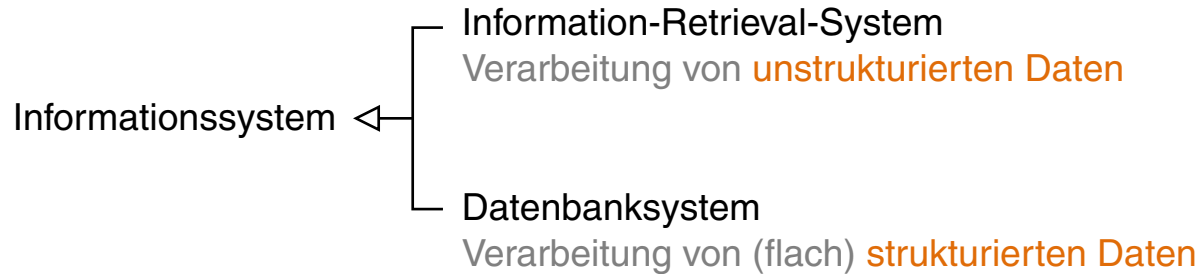 Information-Retrieval-System
Verarbeitung von unstrukturierten Daten
Informationssystem
Datenbanksystem
Verarbeitung von (flach) strukturierten Daten